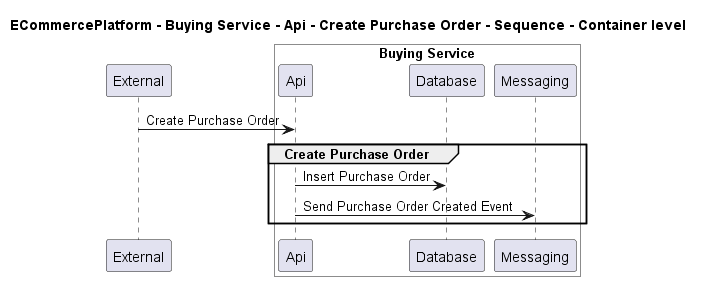 ECommercePlatform - Buying Service - Api - Create Purchase Order - Sequence - Container level
Buying Service
External Api Database Messaging
Create Purchase Order
Create Purchase Order
Insert Purchase Order
Send Purchase Order Created Event
External Api Database Messaging